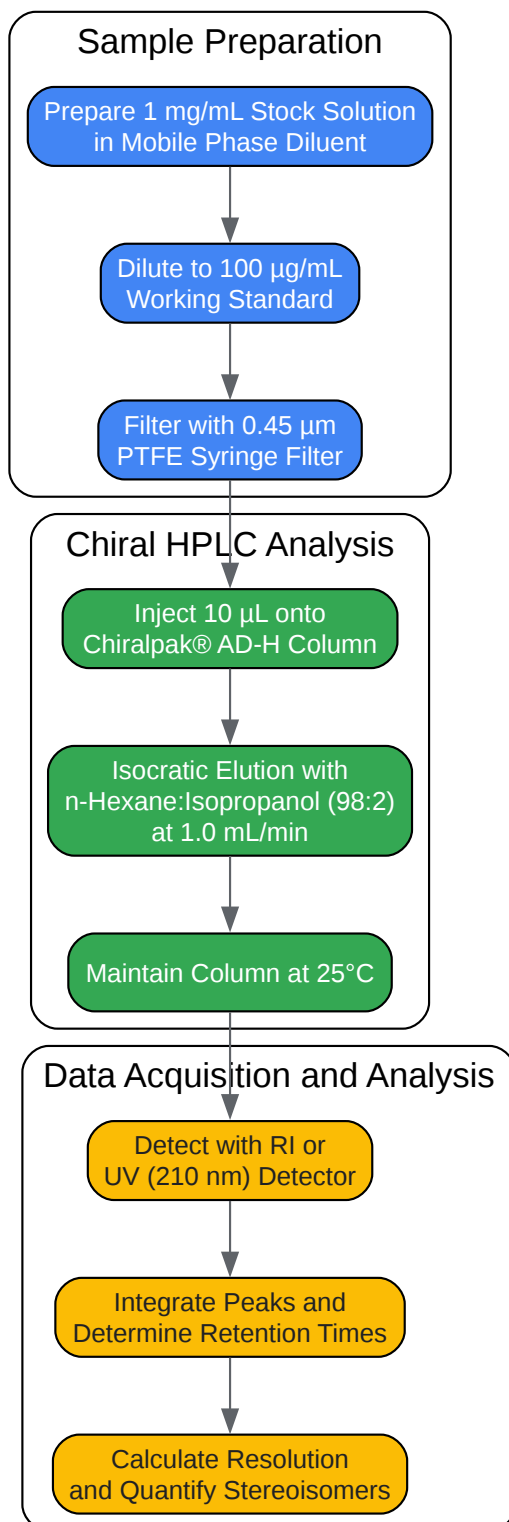 Sample Preparation
Prepare 1 mg/mL Stock Solution
in Mobile Phase Diluent
Dilute to 100 µg/mL
Working Standard
Filter with 0.45 µm
PTFE Syringe Filter
Chiral HPLC Analysis
Inject 10 µL onto
Chiralpak® AD-H Column
Isocratic Elution with
n-Hexane:Isopropanol (98:2)
at 1.0 mL/min
Maintain Column at 25°C
Data Acquisition and Analysis
Detect with RI or
UV (210 nm) Detector
Integrate Peaks and
Determine Retention Times
Calculate Resolution
and Quantify Stereoisomers